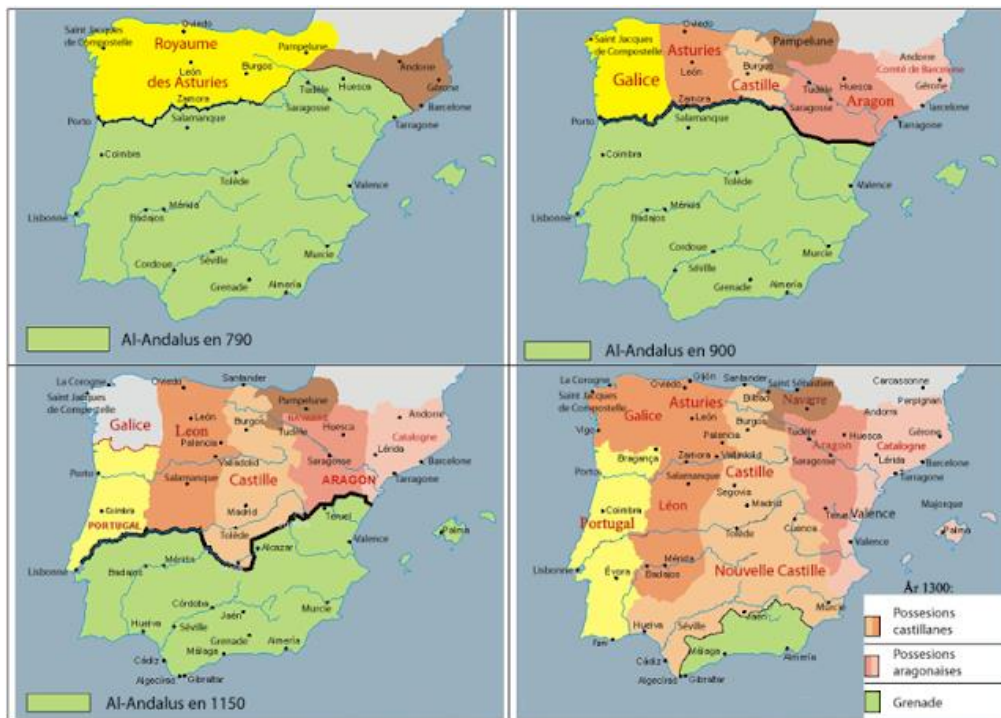 Saint Jacques
de Compostelle
Oviedo
Royaume
des Asturies
Pampelune
León
Burgos
Andorre
Huesca
Gérone
Zamora
Tudèle
Saragosse
Barcelone
Porto
Salamanque
Tarragone
Coimbra
Tolède
Valence
Lisbonne
Badajos
Mérida
Cordoue
Séville
Murcie
Grenade
Almería
Al-Andalus en 790
Saint Jacques
de Compostelle
Oviedo
Asturies
Pampelune
Galice
León
Burgos
Castille
Andorre
Comté de Barcelone
Huesca
Gérone
Tudèle
Zamora
Saragosse
Aragon
Porto
Salamanque
Tarragone
Coimbra
Tolède
Valence
Lisbonne
Badajos
Mérida
Cordoue
Séville
Murcie
Grenade
Almería
Al-Andalus en 900
La Corogne
Oviedo
Santander
Saint Jacques
de Compostelle
Pampelune
Galice
Leon
León
Burgos
NAVARRE
Andorre
Palencia
Tudèle
Huesca
Catalogne
Lérida
Porto
Valladolid
Saragosse
Barcelone
Salamanque
Castille
ARAGON
Tarragone
Coimbra
PORTUGAL
Madrid
Teruel
Tolède
Alcazar
Palma
Lisbonne
Mérida
Valence
Badajos
Córdoba
Jaén
Murcie
Huelva
Séville
Grenade
Almería
Cádiz
Málaga
Algeciras
Gibraltar
Al-Andalus en 1150
La Corogne
Oviedo
Gijón
Santander
Saint Sébastien
Carcassonne
Saint Jacques
de Compostelle
Asturies
Bilbao
Navarre
Perpignan
Galice
León
Burgos
Andorra
Vigo
Palencia
Tudèle
Aragon
Huesca
Gérone
Catalogne
Bragança
Zamora
Valladolid
Saragosse
Lérida
Barcelone
Porto
Salamanque
Castille
Tarragone
Segovia
Coimbra
Madrid
Valence
Majorque
Portugal
Léon
Cuenca
Tolède
Palma
Valence
Lisbonne
Mérida
Évora
Badajos
Nouvelle Castille
År 1300:
Murcie
Huelva
Séville
Jaén
Possesions
castillanes
Málaga
Almería
Cádiz
Possesions
aragonaises
Algeciras
Gibraltar
Grenade